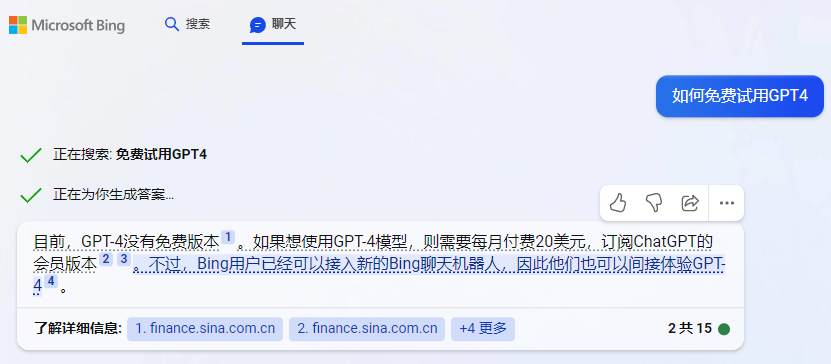 Microsoft Bing
搜索
聊天
如何免费试用GPT4
正在搜索: 免费试用GPT4
正在为你生成答案...
目前，GPT-4没有免费版本 1 。如果想使用GPT-4模型，则需要每月付费20美元，订阅ChatGPT的
会员版本 2 3 。不过，Bing用户已经可以接入新的Bing聊天机器人，因此他们也可以间接体验GPT-
4 4 。
了解详细信息: 1. finance.sina.com.cn 2. finance.sina.com.cn +4 更多 2 共 15